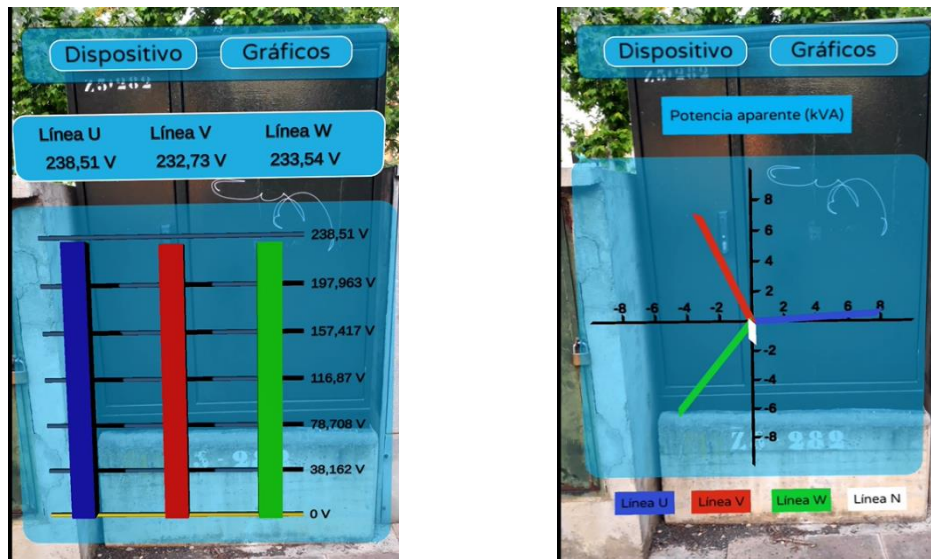 Dispositivo Gráficos
Z5·282
Línea U Línea V Línea W
238,51 V 232,73 V 233,54 V
238,51 V
197,963 V
157,417 V
116,87 V
78,708 V
38,162 V
0 V
Dispositivo Gráficos
Z5·282
Potencia aparente (kVA)
8
6
4
2
-8 -6 -4 -2 2 4 6 8
-2
-4
-6
-8
Z5 282
Línea U Línea V Línea W Línea N